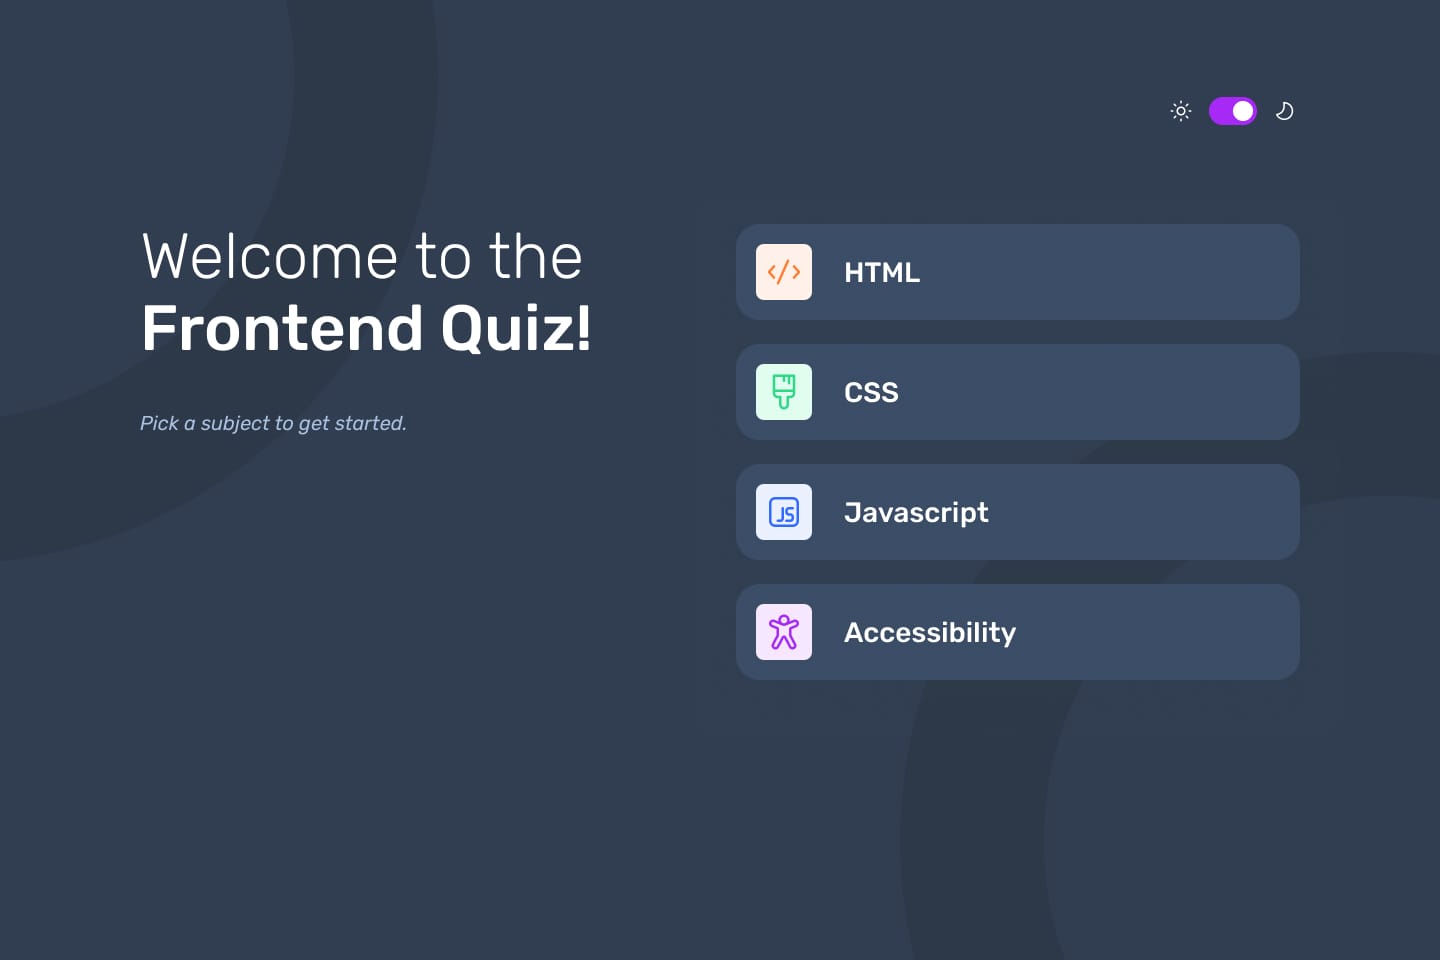 Welcome to the
Frontend Quiz!
Pick a subject to get started.
</> HTML
CSS
JS Javascript
Accessibility